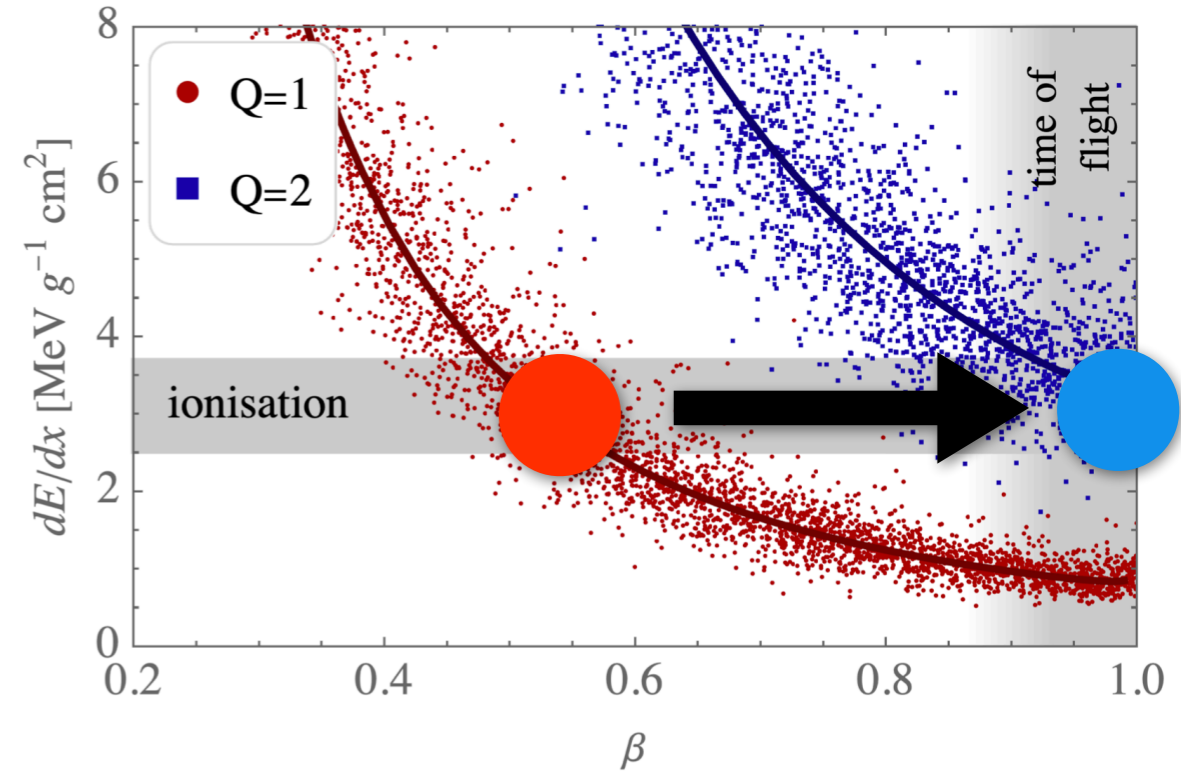 8
6
4
2
0
dE/dx [MeV g⁻¹ cm²]
Q=1
Q=2
ionisation
time of
flight
0.2
0.4
0.6
0.8
1.0
β